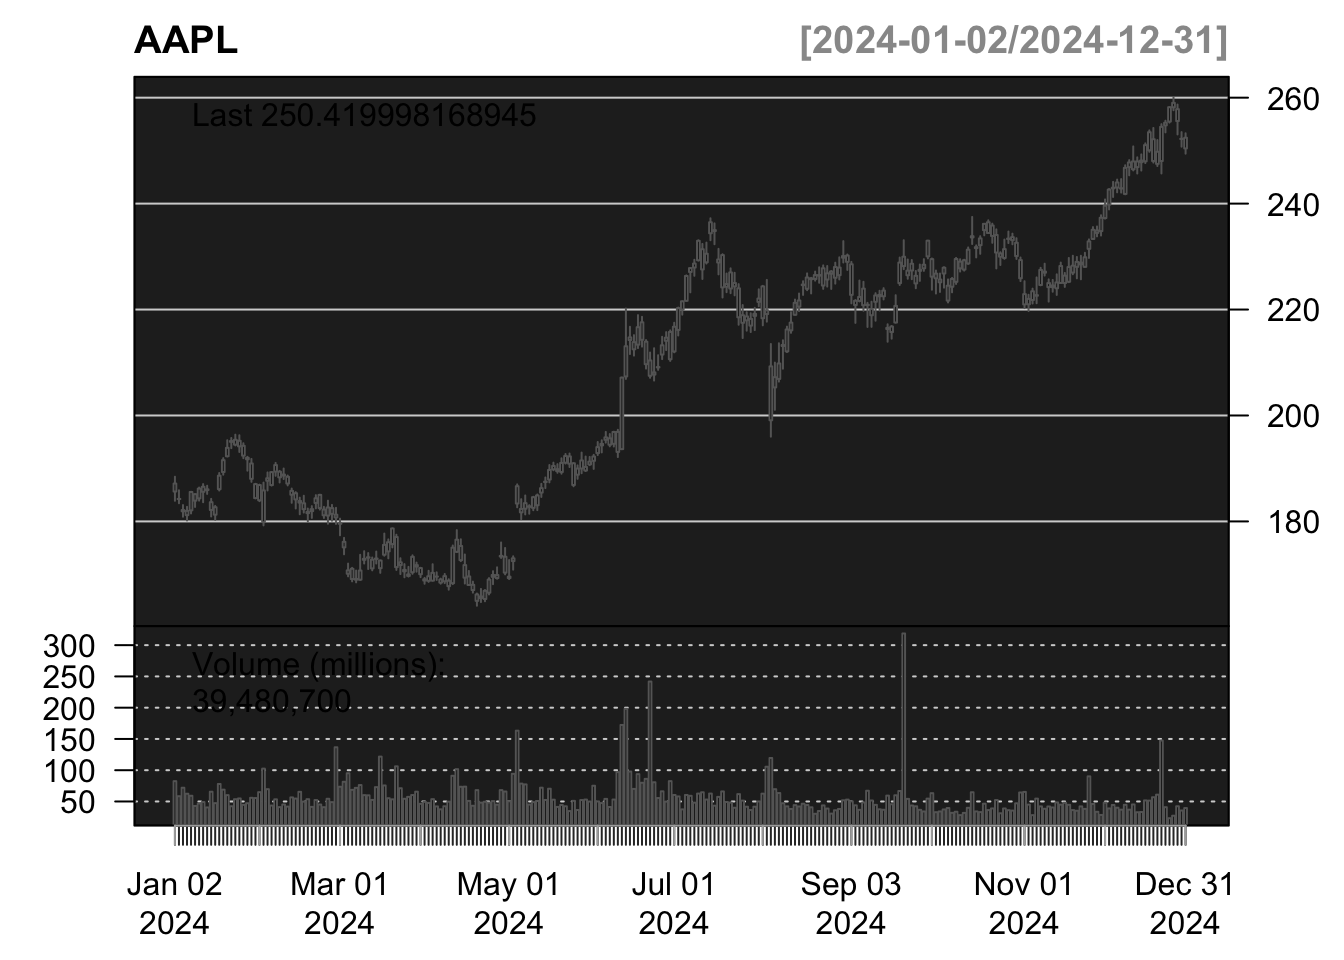 AAPL [2024-01-02/2024-12-31]
Last 250.419998168945
260
240
220
200
180
Volume (millions):
39,480,700
300
250
200
150
100
50
Jan 02 Mar 01 May 01 Jul 01 Sep 03 Nov 01 Dec 31
2024 2024 2024 2024 2024 2024 2024